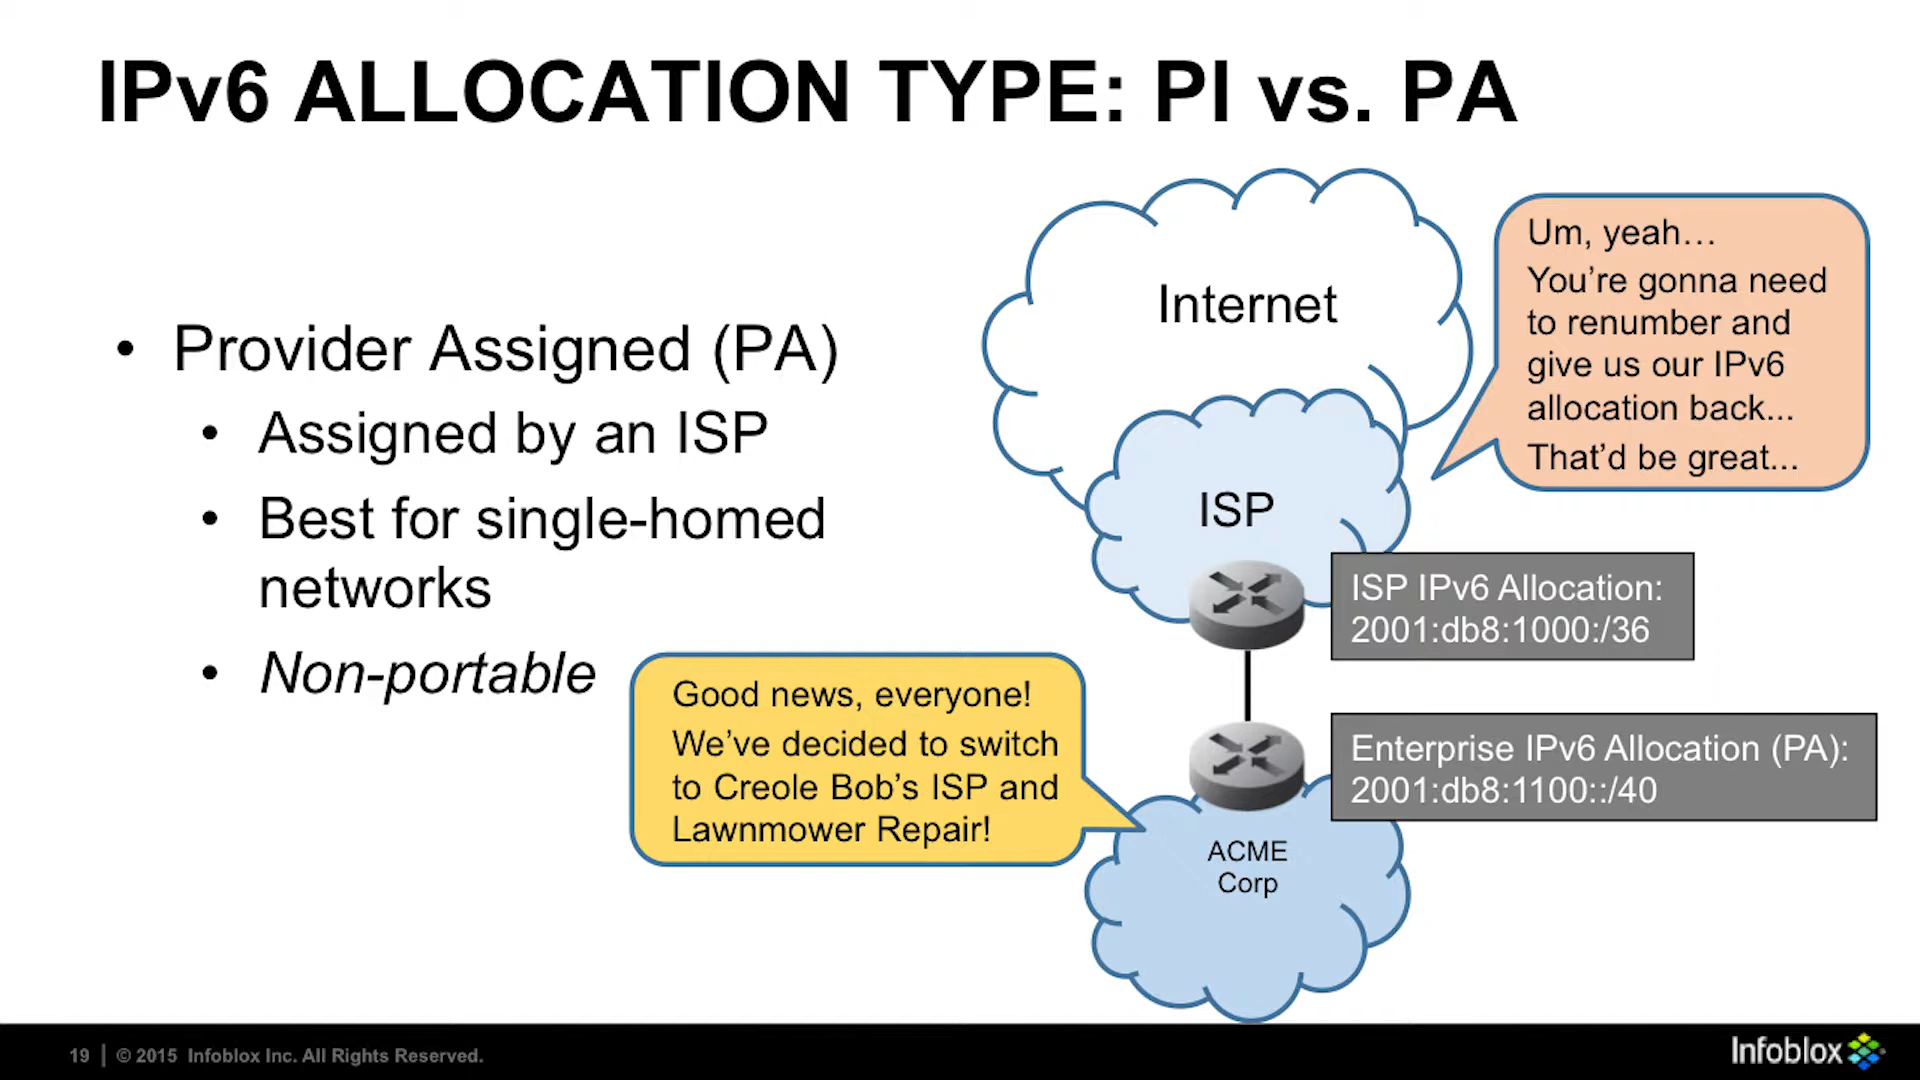 IPv6 ALLOCATION TYPE: PI vs. PA
• Provider Assigned (PA)
• Assigned by an ISP
• Best for single-homed
networks
• Non-portable
Internet
Um, yeah…
You’re gonna need
to renumber and
give us our IPv6
allocation back...
That’d be great...
ISP
ISP IPv6 Allocation:
2001:db8:1000:/36
Good news, everyone!
We’ve decided to switch
to Creole Bob’s ISP and
Lawnmower Repair!
Enterprise IPv6 Allocation (PA):
2001:db8:1100::/40
ACME
Corp
19 | © 2015 Infoblox Inc. All Rights Reserved.
Infoblox